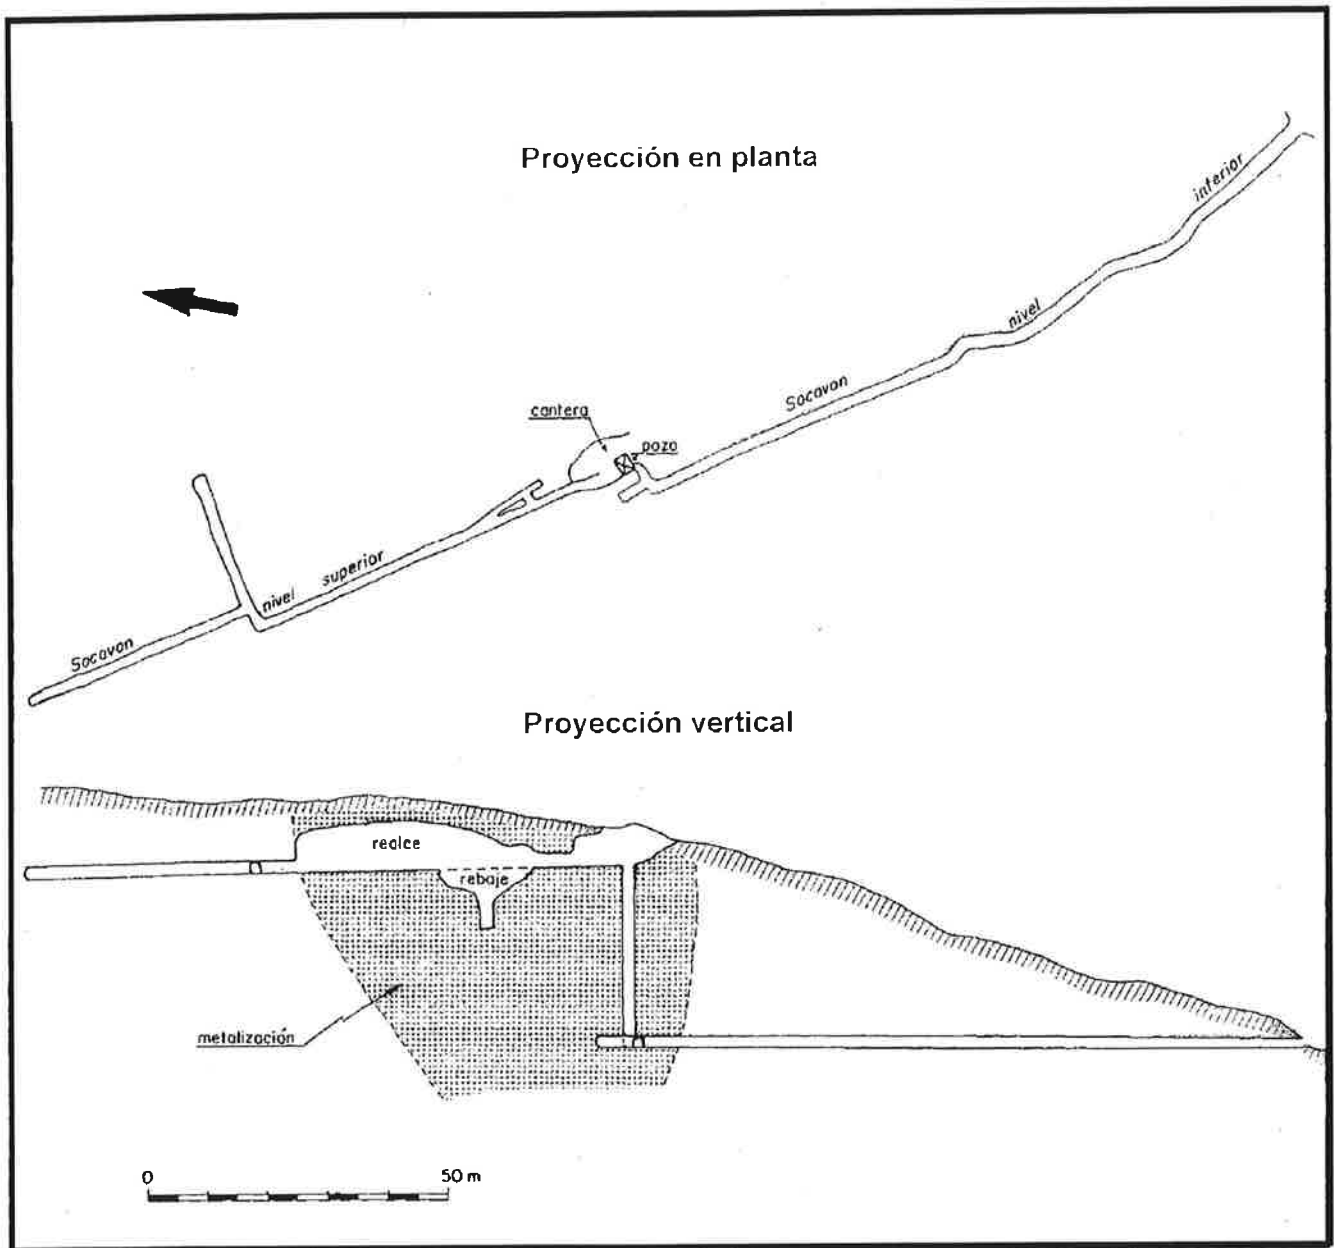 Proyección en planta
interior
nivel
Socavon
cantera
pozo
superior
nivel
Socavon
Proyección vertical
realce
rebaje
metalización
0 50 m